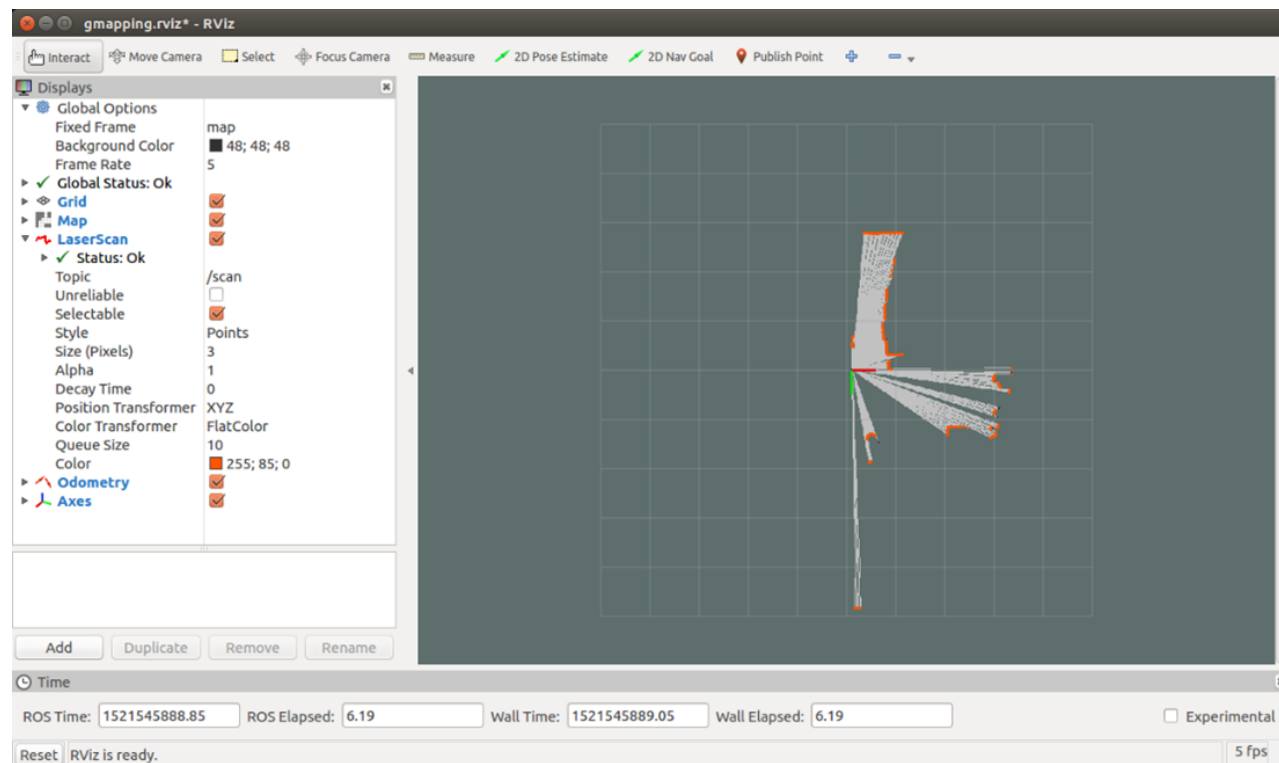 gmapping.rviz* - RViz
Interact Move Camera Select Focus Camera Measure 2D Pose Estimate 2D Nav Goal Publish Point
Displays
Global Options
Fixed Frame map
Background Color 48; 48; 48
Frame Rate 5
Global Status: Ok
Grid
Map
LaserScan
Status: Ok
Topic /scan
Unreliable
Selectable
Style Points
Size (Pixels) 3
Alpha 1
Decay Time 0
Position Transformer XYZ
Color Transformer FlatColor
Queue Size 10
Color 255; 85; 0
Odometry
Axes
Add Duplicate Remove Rename
Time
ROS Time: 1521545888.85 ROS Elapsed: 6.19 Wall Time: 1521545889.05 Wall Elapsed: 6.19 Experimental
Reset RViz is ready. 5 fps